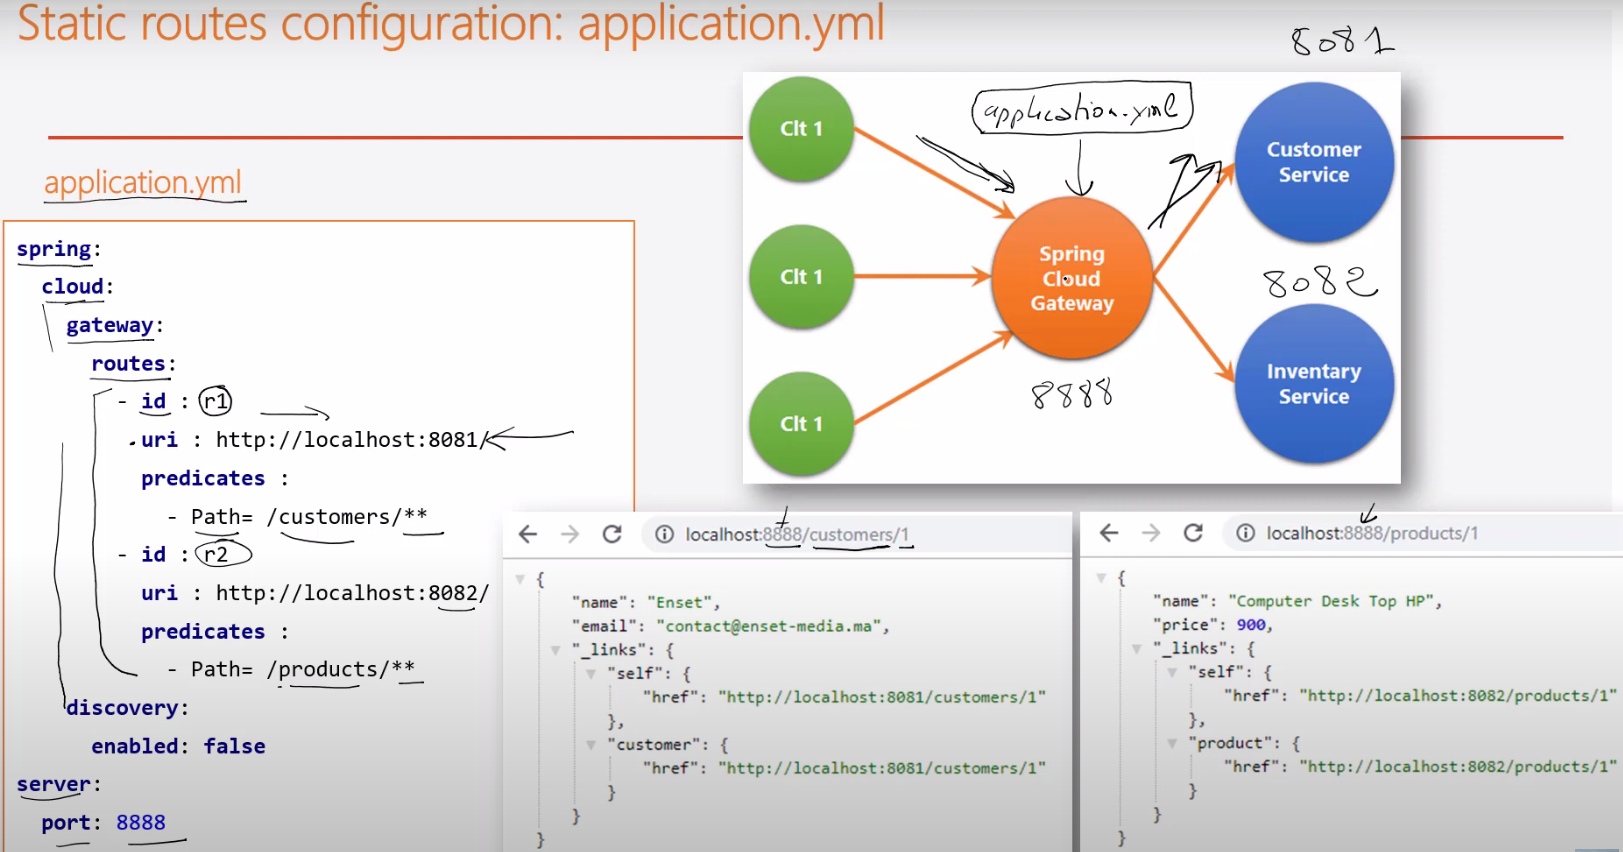 Static routes configuration: application.yml
8081
application.yml
Clt 1
Clt 1
Clt 1
Spring
Cloud
Gateway
8888
Customer
Service
8082
Inventary
Service
application.yml
spring:
cloud:
gateway:
routes:
- id : r1
uri : http://localhost:8081/
predicates :
- Path= /customers/**
- id : r2
uri : http://localhost:8082/
predicates :
- Path= /products/**
discovery:
enabled: false
server:
port: 8888
localhost:8888/customers/1
{
"name": "Enset",
"email": "contact@enset-media.ma",
"_links": {
"self": {
"href": "http://localhost:8081/customers/1"
},
"customer": {
"href": "http://localhost:8081/customers/1"
}
}
}
localhost:8888/products/1
{
"name": "Computer Desk Top HP",
"price": 900,
"_links": {
"self": {
"href": "http://localhost:8082/products/1"
},
"product": {
"href": "http://localhost:8082/products/1"
}
}
}